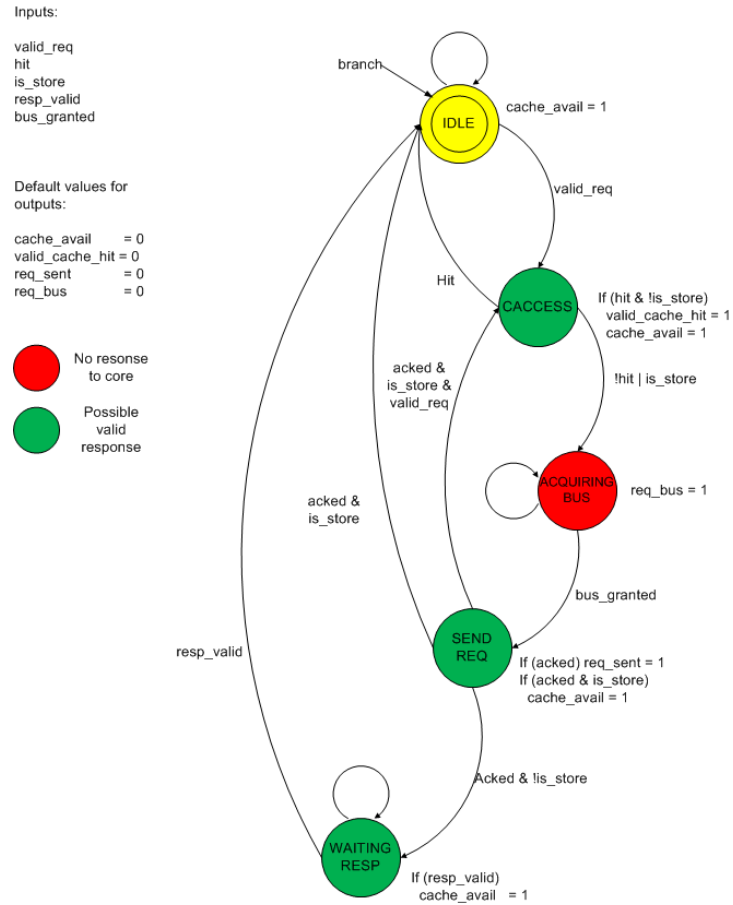 Inputs:
valid_req
hit
is_store
resp_valid
bus_granted
Default values for
outputs:
cache_avail = 0
valid_cache_hit = 0
req_sent = 0
req_bus = 0
No resonse
to core
Possible
valid
response
branch
IDLE
cache_avail = 1
valid_req
Hit
CACCESS
If (hit & !is_store)
valid_cache_hit = 1
cache_avail = 1
!hit | is_store
acked &
is_store &
valid_req
ACQUIRING
BUS
req_bus = 1
acked &
is_store
bus_granted
SEND
REQ
If (acked) req_sent = 1
If (acked & is_store)
cache_avail = 1
resp_valid
Acked & !is_store
WAITING
RESP
If (resp_valid)
cache_avail = 1